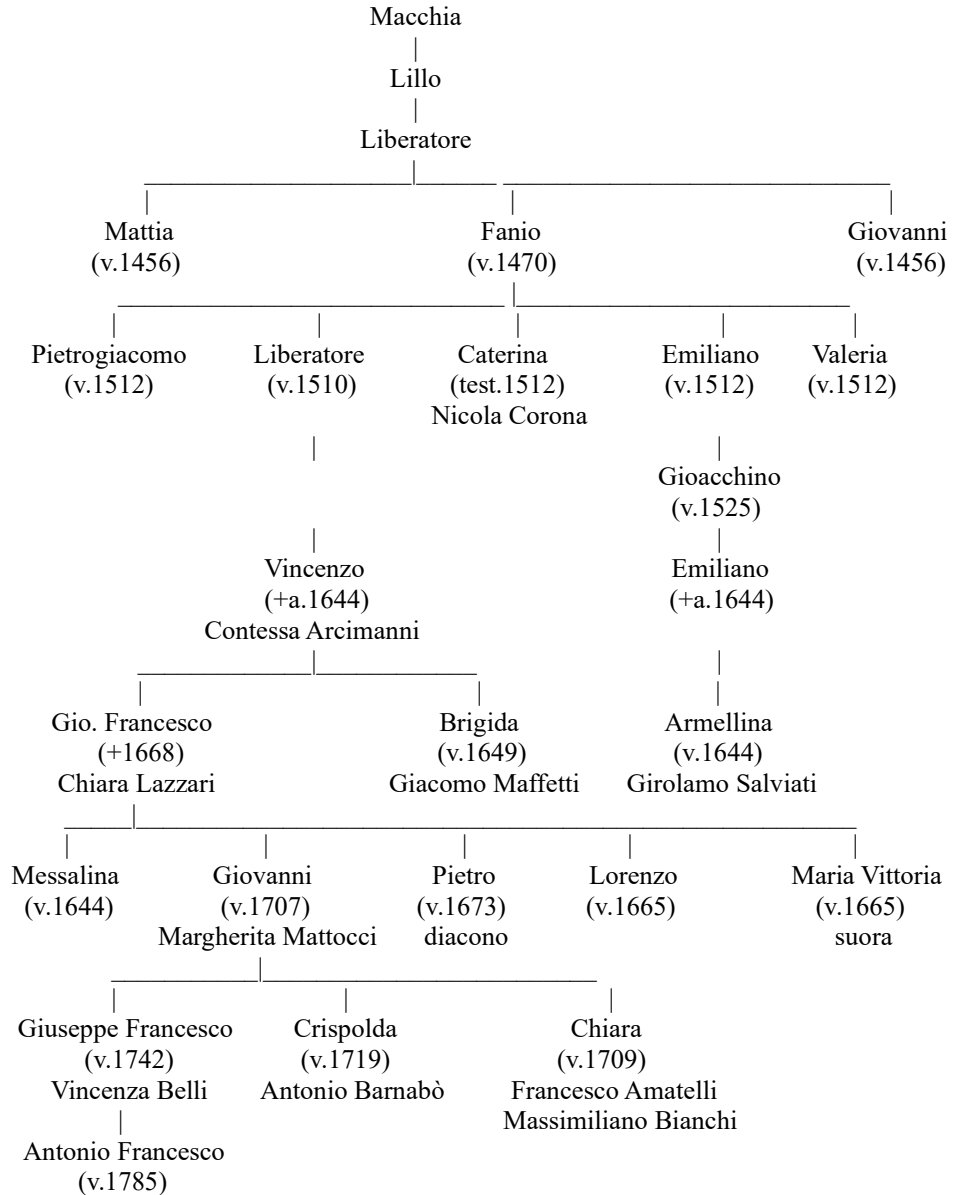 Macchia
Lillo
Liberatore
Mattia Fanio Giovanni
(v.1456) (v.1470) (v.1456)
Pietrogiacomo Liberatore Caterina Emiliano Valeria
(v.1512) (v.1510) (test.1512) (v.1512) (v.1512)
Nicola Corona
Gioacchino
(v.1525)
Vincenzo Emiliano
(+a.1644) (+a.1644)
Contessa Arcimanni
Gio. Francesco Brigida Armellina
(+1668) (v.1649) (v.1644)
Chiara Lazzari Giacomo Maffetti Girolamo Salviati
Messalina Giovanni Pietro Lorenzo Maria Vittoria
(v.1644) (v.1707) (v.1673) (v.1665) (v.1665)
Margherita Mattocci diacono suora
Giuseppe Francesco Crispolda Chiara
(v.1742) (v.1719) (v.1709)
Vincenza Belli Antonio Barnabò Francesco Amatelli
Massimiliano Bianchi
Antonio Francesco
(v.1785)